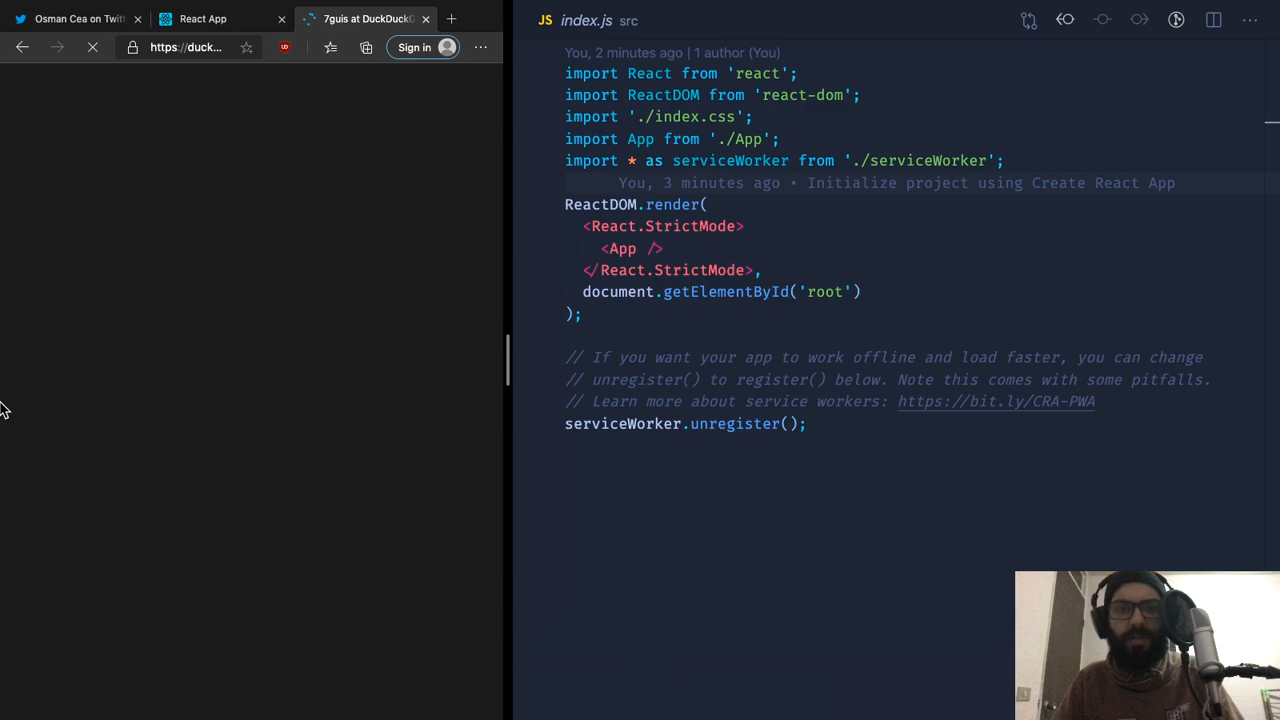 Osman Cea on Twitt
React App
7guis at DuckDuckG
https://duck...
UD
Sign in
JS index.js src
You, 2 minutes ago | 1 author (You)
import React from 'react';
import ReactDOM from 'react-dom';
import './index.css';
import App from './App';
import * as serviceWorker from './serviceWorker';
You, 3 minutes ago • Initialize project using Create React App
ReactDOM.render(
<React.StrictMode>
<App />
</React.StrictMode>,
document.getElementById('root')
);
// If you want your app to work offline and load faster, you can change
// unregister() to register() below. Note this comes with some pitfalls.
// Learn more about service workers: https://bit.ly/CRA-PWA
serviceWorker.unregister();